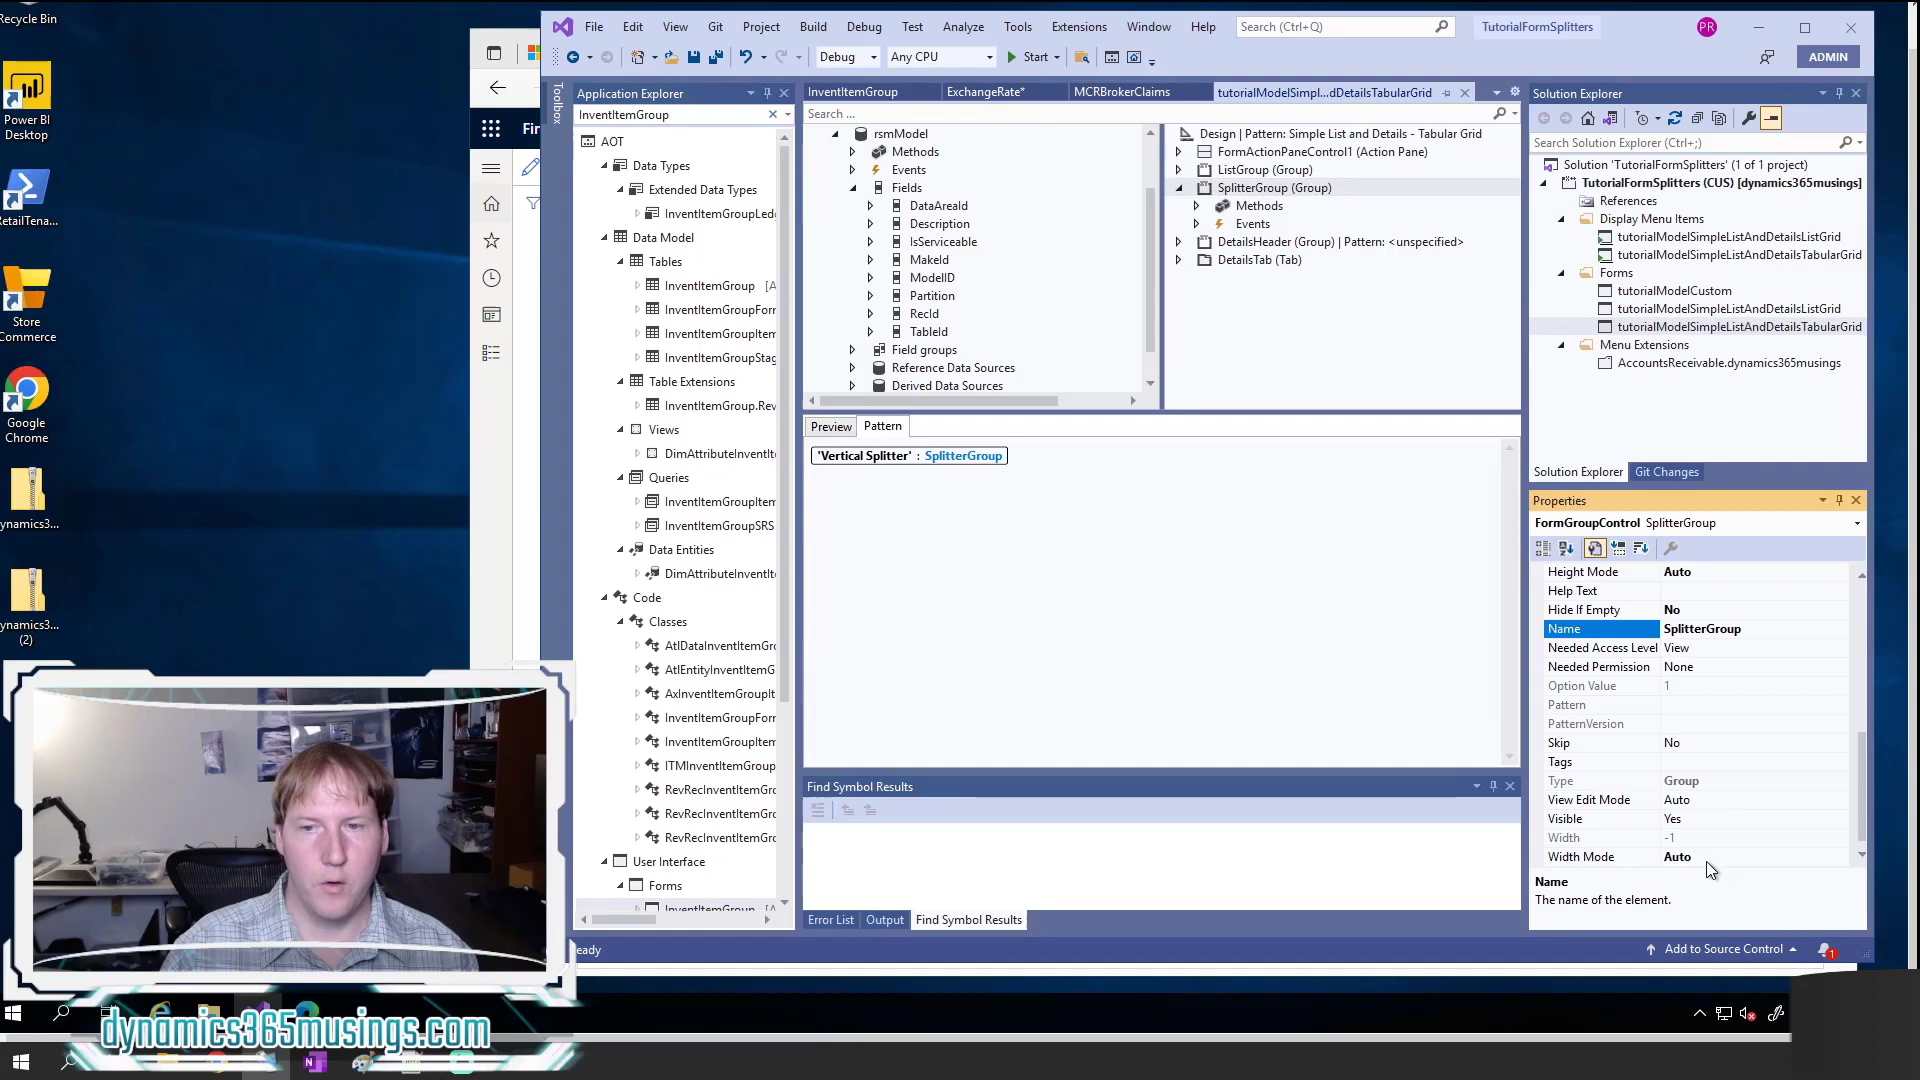 Recycle Bin
Power BI
Desktop
RetailTena...
Store
Commerce
Google
Chrome
ynamics3...
ynamics3...
(2)
Fir
File Edit View Git Project Build Debug Test Analyze Tools Extensions Window Help Search (Ctrl+Q) TutorialFormSplitters PR
Debug Any CPU Start ADMIN
Toolbox
Application Explorer
InventItemGroup
AOT
Data Types
Extended Data Types
InventItemGroupLed
Data Model
Tables
InventItemGroup [A
InventItemGroupFor
InventItemGroupItem
InventItemGroupStag
Table Extensions
InventItemGroup.Rev
Views
DimAttributeInventIt
Queries
InventItemGroupItem
InventItemGroupSRS
Data Entities
DimAttributeInventIt
Code
Classes
AtlDataInventItemGr
AtlEntityInventItemG
AxInventItemGroupIt
InventItemGroupFor
InventItemGroupItem
ITMInventItemGroup
RevRecInventItemGr
RevRecInventItemGr
RevRecInventItemGr
User Interface
Forms
InventItemGroup [A
InventItemGroup ExchangeRate* MCRBrokerClaims tutorialModelSimpl...dDetailsTabularGrid
Search ...
rsmModel
Methods
Events
Fields
DataAreaId
Description
IsServiceable
MakeId
ModelID
Partition
RecId
TableId
Field groups
Reference Data Sources
Derived Data Sources
Design | Pattern: Simple List and Details - Tabular Grid
FormActionPaneControl1 (Action Pane)
ListGroup (Group)
SplitterGroup (Group)
Methods
Events
DetailsHeader (Group) | Pattern: <unspecified>
DetailsTab (Tab)
Preview Pattern
'Vertical Splitter' : SplitterGroup
Find Symbol Results
Error List Output Find Symbol Results
Solution Explorer
Search Solution Explorer (Ctrl+;)
Solution 'TutorialFormSplitters' (1 of 1 project)
TutorialFormSplitters (CUS) [dynamics365musings]
References
Display Menu Items
tutorialModelSimpleListAndDetailsListGrid
tutorialModelSimpleListAndDetailsTabularGrid
Forms
tutorialModelCustom
tutorialModelSimpleListAndDetailsListGrid
tutorialModelSimpleListAndDetailsTabularGrid
Menu Extensions
AccountsReceivable.dynamics365musings
Solution Explorer Git Changes
Properties
FormGroupControl SplitterGroup
Height Mode Auto
Help Text
Hide If Empty No
Name SplitterGroup
Needed Access Level View
Needed Permission None
Option Value 1
Pattern
PatternVersion
Skip No
Tags
Type Group
View Edit Mode Auto
Visible Yes
Width -1
Width Mode Auto
Name
The name of the element.
eady
Add to Source Control 1
dynamics365musings.com